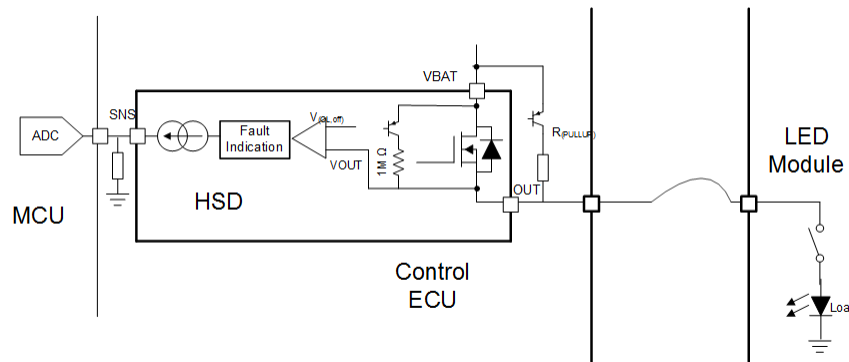 VBAT
SNS
ADC
Fault
Indication
V(OL,off)
VOUT
1M Ω
R(PULLUP)
OUT
LED
Module
MCU
HSD
Control
ECU
Loa